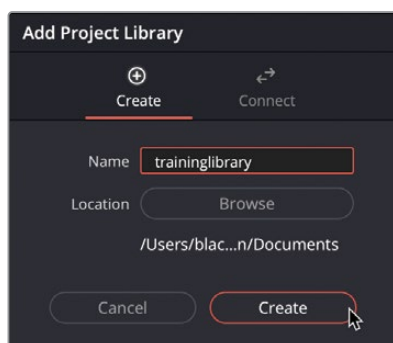 Add Project Library
Create Connect
Name traininglibrary
Location Browse
/Users/blac...n/Documents
Cancel Create